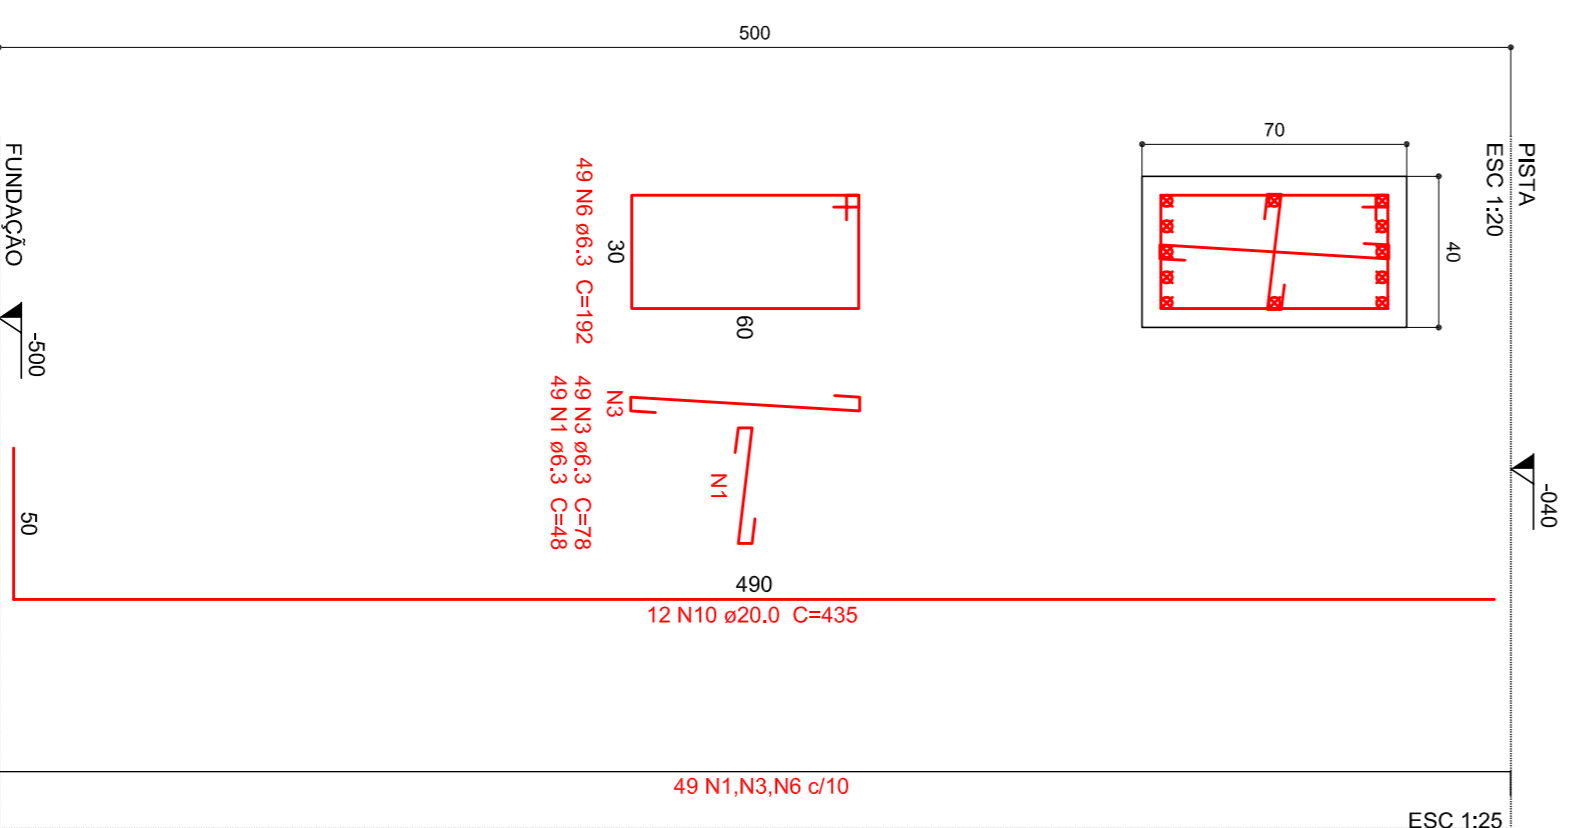 500
PISTA
ESC 1:20
70
40
-040
49 N6 ø6.3 C=192
30
60
N3
N1
49 N3 ø6.3 C=78
49 N1 ø6.3 C=48
FUNDAÇÃO
-500
50
490
12 N10 ø20.0 C=435
49 N1,N3,N6 c/10
ESC 1:25